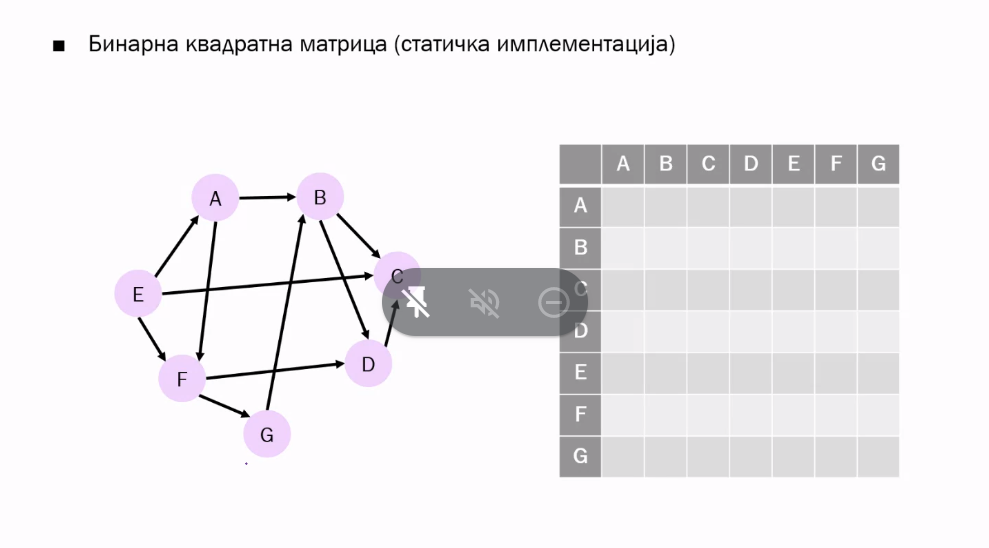 Бинарна квадратна матрица (статичка имплементација)
A B
E C
F D
G
A B C D E F G
A
B
C
D
E
F
G